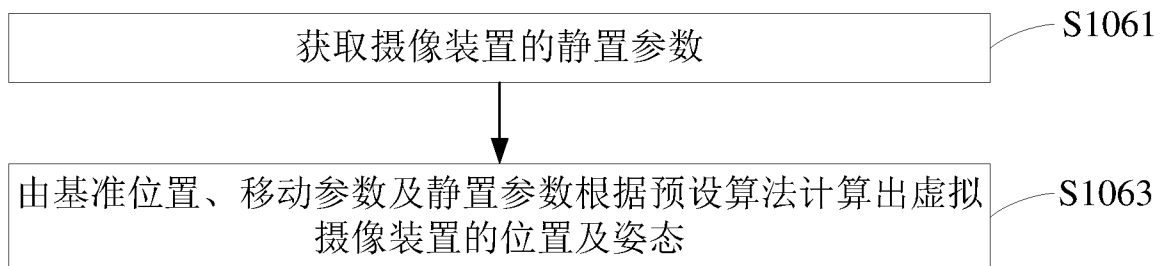 获取摄像装置的静置参数
S1061
由基准位置、移动参数及静置参数根据预设算法计算出虚拟
摄像装置的位置及姿态
S1063